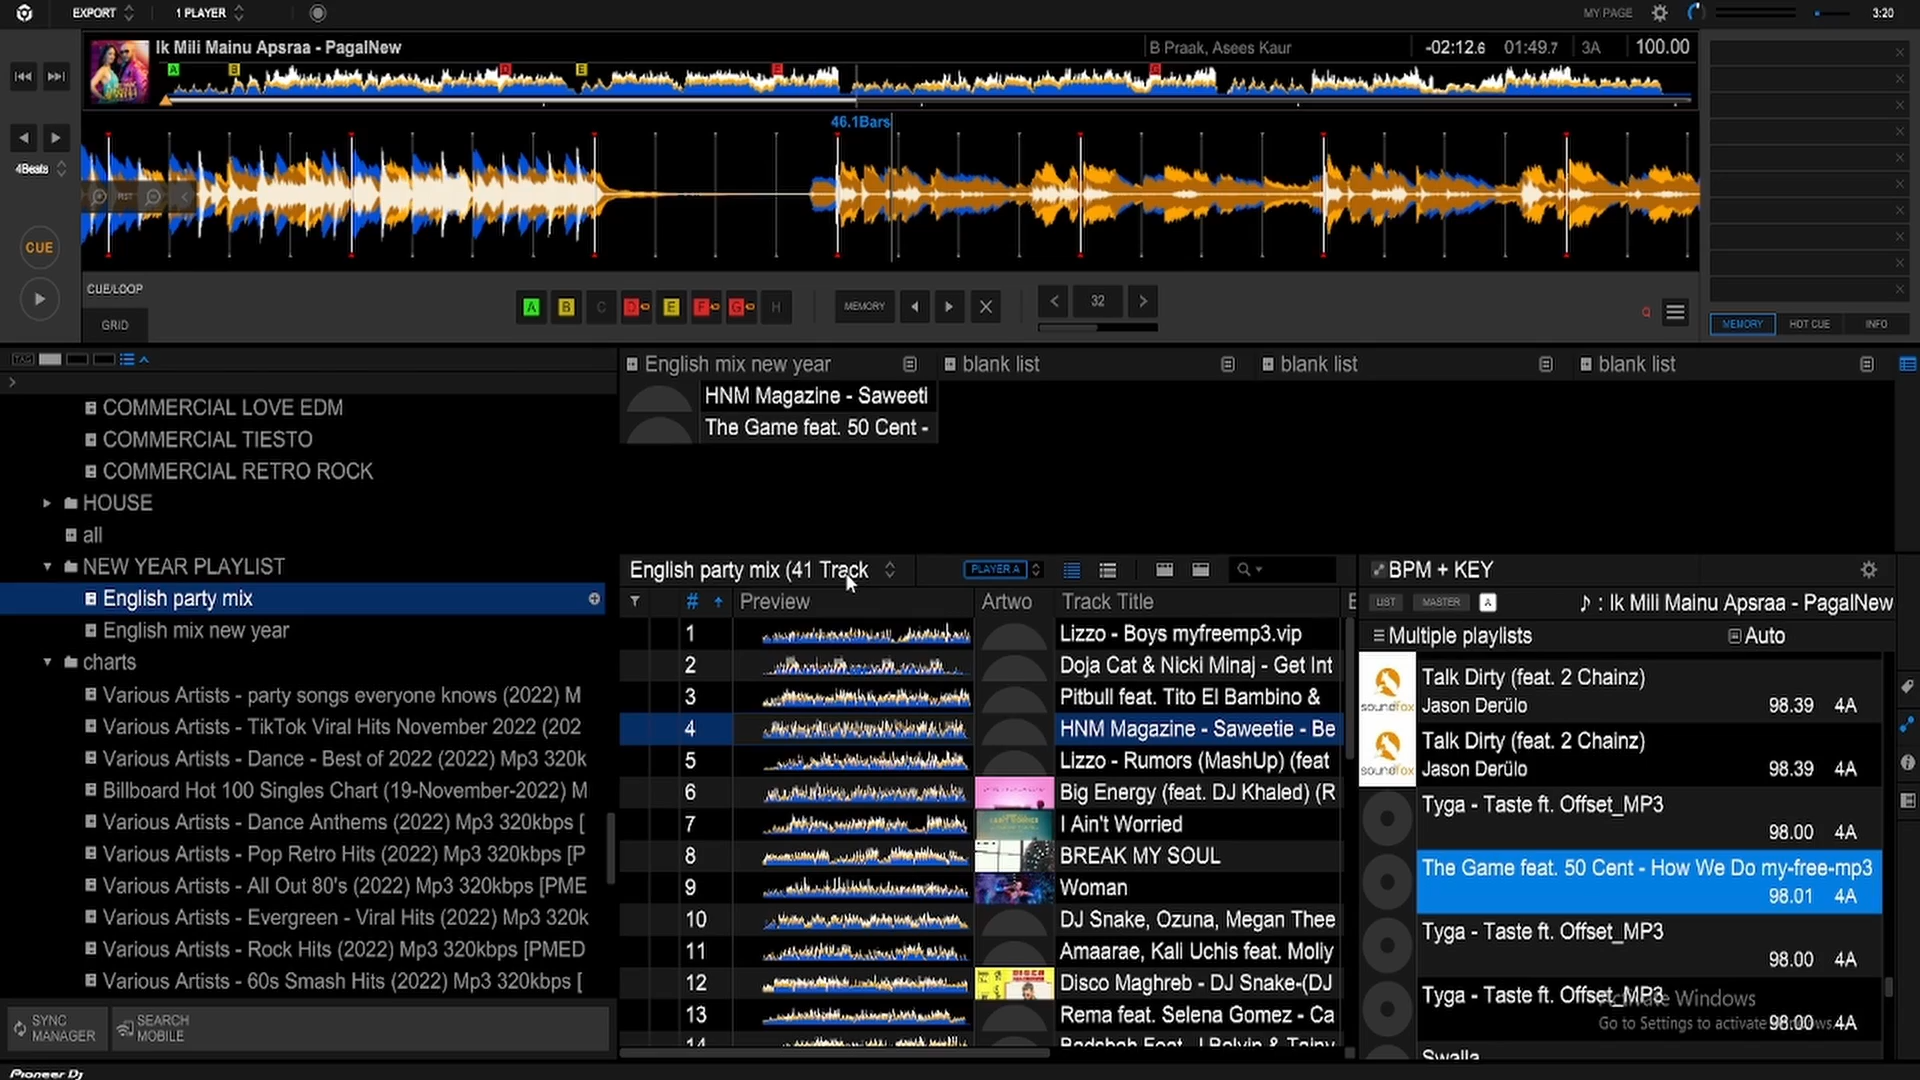 EXPORT
1 PLAYER
MY PAGE
3:20
Ik Mili Mainu Apsraa - PagalNew
B Praak, Asees Kaur
-02:12.6
01:49.7
3A
100.00
A
B
D
E
F
G
46.1Bars
4Beats
RST
CUE
CUE/LOOP
GRID
A
B
C
D
E
F
G
H
MEMORY
32
Q
MEMORY
HOT CUE
INFO
TAG
COMMERCIAL LOVE EDM
COMMERCIAL TIESTO
COMMERCIAL RETRO ROCK
HOUSE
all
NEW YEAR PLAYLIST
English party mix
English mix new year
charts
Various Artists - party songs everyone knows (2022) M
Various Artists - TikTok Viral Hits November 2022 (202
Various Artists - Dance - Best of 2022 (2022) Mp3 320k
Billboard Hot 100 Singles Chart (19-November-2022) M
Various Artists - Dance Anthems (2022) Mp3 320kbps [
Various Artists - Pop Retro Hits (2022) Mp3 320kbps [P
Various Artists - All Out 80's (2022) Mp3 320kbps [PME
Various Artists - Evergreen - Viral Hits (2022) Mp3 320k
Various Artists - Rock Hits (2022) Mp3 320kbps [PMED
Various Artists - 60s Smash Hits (2022) Mp3 320kbps [
SYNC MANAGER
SEARCH MOBILE
Pioneer Dj
English mix new year
blank list
blank list
blank list
HNM Magazine - Saweeti
The Game feat. 50 Cent -
English party mix (41 Track
PLAYER A
# Preview Artwo Track Title
1 Lizzo - Boys myfreemp3.vip
2 Doja Cat & Nicki Minaj - Get Int
3 Pitbull feat. Tito El Bambino &
4 HNM Magazine - Saweetie - Be
5 Lizzo - Rumors (MashUp) (feat
6 Big Energy (feat. DJ Khaled) (R
7 I Ain't Worried
8 BREAK MY SOUL
9 Woman
10 DJ Snake, Ozuna, Megan Thee
11 Amaarae, Kali Uchis feat. Moliy
12 Disco Maghreb - DJ Snake-(DJ
13 Rema feat. Selena Gomez - Ca
14 Badshah Feat. J Balvin & Tainy
BPM + KEY
LIST
MASTER
A
♪ : Ik Mili Mainu Apsraa - PagalNew
Multiple playlists
Auto
soundfox
Talk Dirty (feat. 2 Chainz)
Jason Derülo 98.39 4A
soundfox
Talk Dirty (feat. 2 Chainz)
Jason Derülo 98.39 4A
Tyga - Taste ft. Offset_MP3
98.00 4A
The Game feat. 50 Cent - How We Do my-free-mp3
98.01 4A
Tyga - Taste ft. Offset_MP3
98.00 4A
Tyga - Taste ft. Offset_MP3
98.00 4A
Swalla
Activate Windows
Go to Settings to activate Windows.